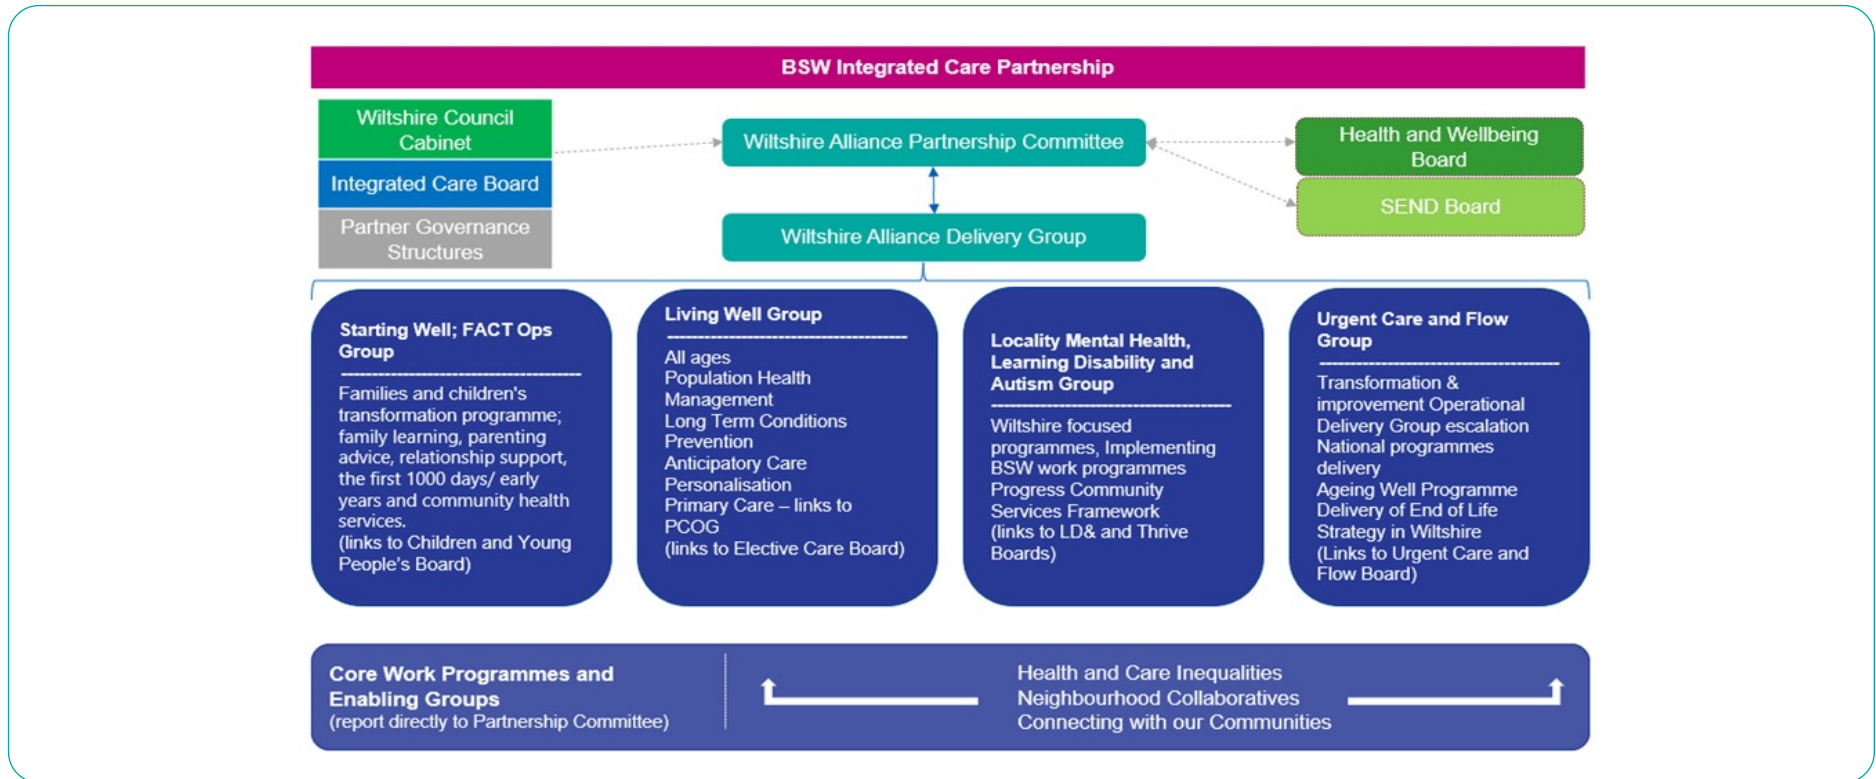 BSW Integrated Care Partnership
Wiltshire Council
Cabinet
Integrated Care Board
Partner Governance
Structures
Wiltshire Alliance Partnership Committee
Wiltshire Alliance Delivery Group
Health and Wellbeing
Board
SEND Board
Starting Well; FACT Ops
Group
Families and children's
transformation programme;
family learning, parenting
advice, relationship support,
the first 1000 days/ early
years and community health
services.
(links to Children and Young
People's Board)
Living Well Group
All ages
Population Health
Management
Long Term Conditions
Prevention
Anticipatory Care
Personalisation
Primary Care – links to
PCOG
(links to Elective Care Board)
Locality Mental Health,
Learning Disability and
Autism Group
Wiltshire focused
programmes, Implementing
BSW work programmes
Progress Community
Services Framework
(links to LD& and Thrive
Boards)
Urgent Care and Flow
Group
Transformation &
improvement Operational
Delivery Group escalation
National programmes
delivery
Ageing Well Programme
Delivery of End of Life
Strategy in Wiltshire
(Links to Urgent Care and
Flow Board)
Core Work Programmes and
Enabling Groups
(report directly to Partnership Committee)
Health and Care Inequalities
Neighbourhood Collaboratives
Connecting with our Communities